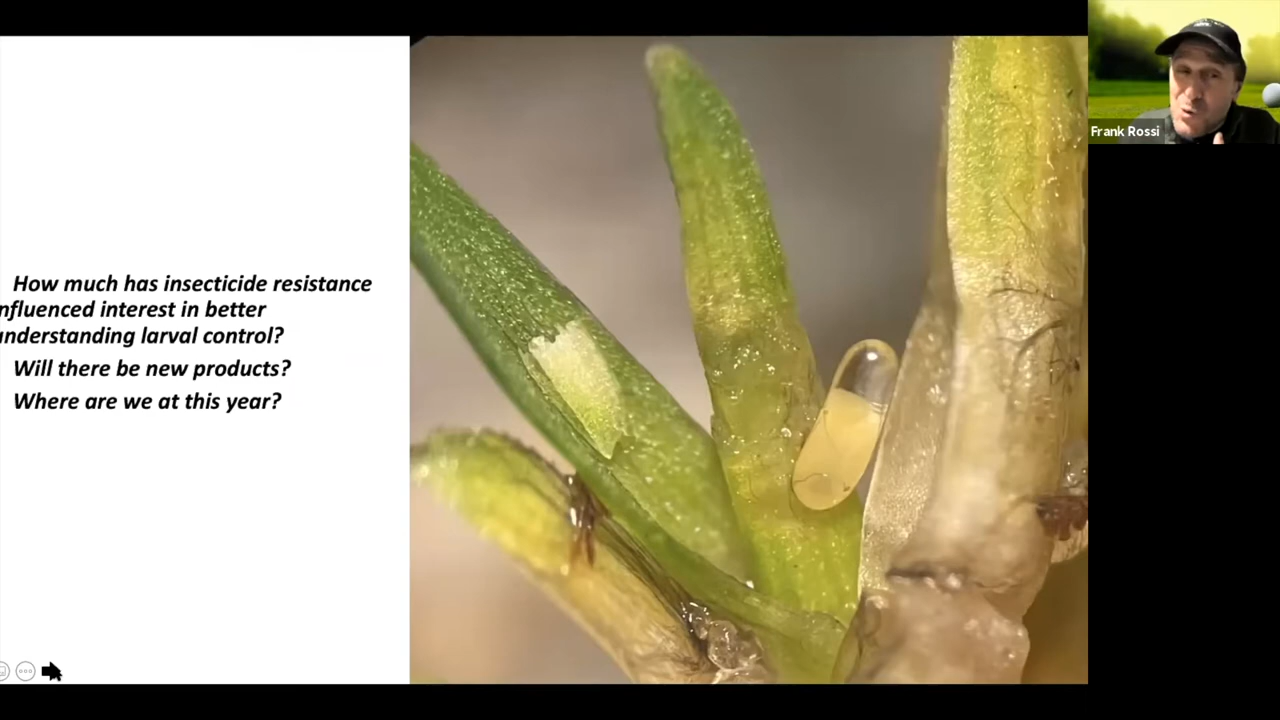 How much has insecticide resistance
nfluenced interest in better
understanding larval control?
Will there be new products?
Where are we at this year?
Frank Rossi